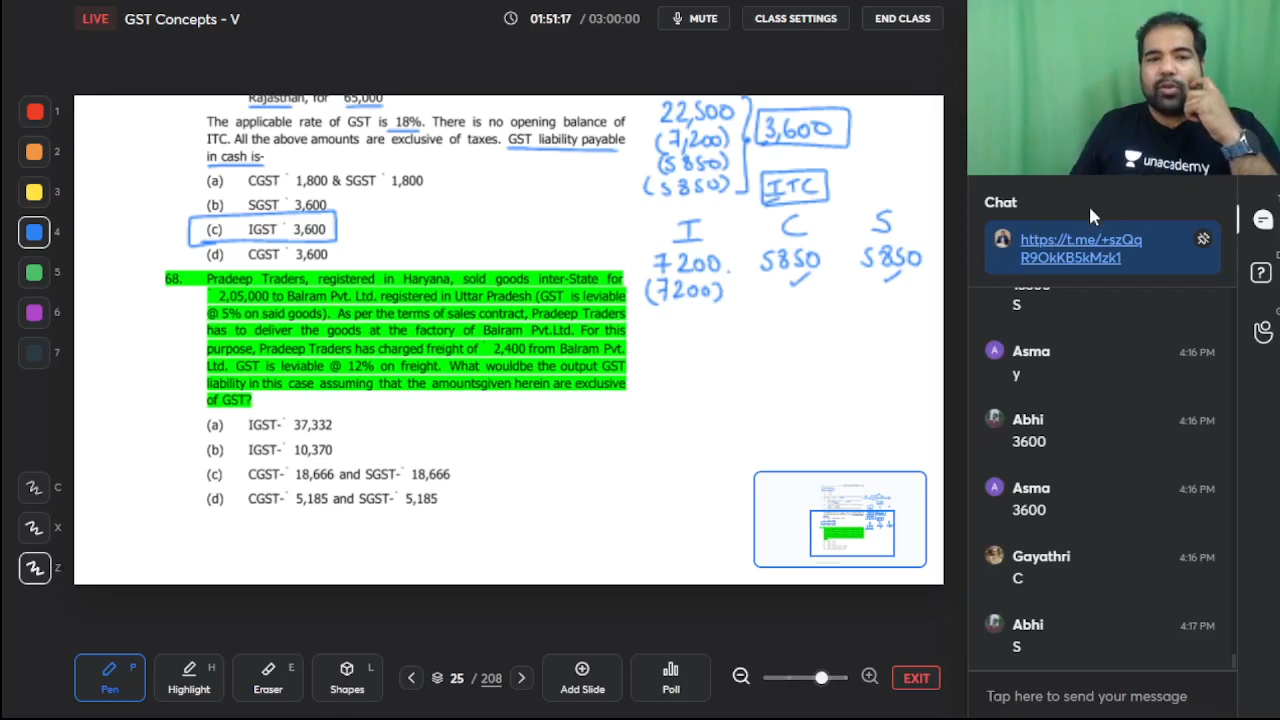 LIVE GST Concepts - V
01:51:17 / 03:00:00
MUTE
CLASS SETTINGS
END CLASS
1
2
3
4
5
6
7
C
X
Z
Rajasthan, for 65,000
The applicable rate of GST is 18%. There is no opening balance of
ITC. All the above amounts are exclusive of taxes. GST liability payable
in cash is-
(a) CGST ` 1,800 & SGST ` 1,800
(b) SGST ` 3,600
(c) IGST ` 3,600
(d) CGST ` 3,600
68. Pradeep Traders, registered in Haryana, sold goods inter-State for
` 2,05,000 to Balram Pvt. Ltd. registered in Uttar Pradesh (GST is leviable
@ 5% on said goods). As per the terms of sales contract, Pradeep Traders
has to deliver the goods at the factory of Balram Pvt.Ltd. For this
purpose, Pradeep Traders has charged freight of ` 2,400 from Balram Pvt.
Ltd. GST is leviable @ 12% on freight. What wouldbe the output GST
liability in this case assuming that the amountsgiven herein are exclusive
of GST?
(a) IGST-` 37,332
(b) IGST-` 10,370
(c) CGST-` 18,666 and SGST-` 18,666
(d) CGST-` 5,185 and SGST-` 5,185
22,500
(7,200)
(5850)
(5850)
3,600
ITC
I C S
7200. 5850 5850
(7200)
unacademy
Chat
https://t.me/+szQq
R9OkKB5kMzk1
S
A Asma 4:16 PM
y
Abhi 4:16 PM
3600
A Asma 4:16 PM
3600
Gayathri 4:16 PM
C
Abhi 4:17 PM
S
Tap here to send your message
Pen P
Highlight H
Eraser E
Shapes L
25 / 208
Add Slide
Poll
EXIT